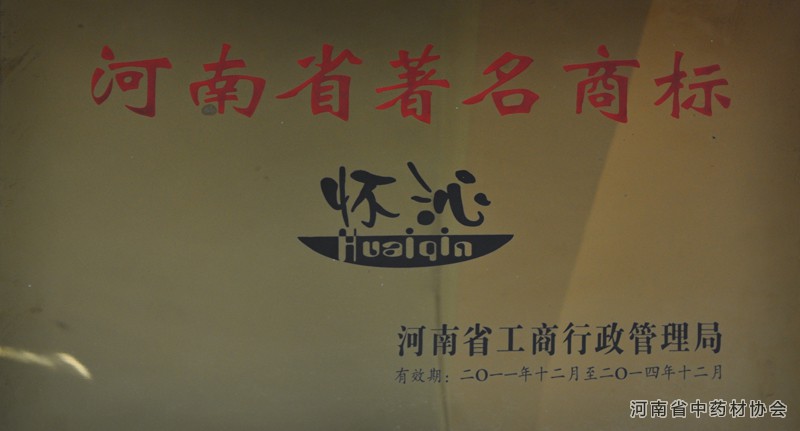 河南省著名商标
怀沁
Huaiqin
河南省工商行政管理局
有效期：二〇一一年十二月至二〇一四年十二月
河南省中药材协会